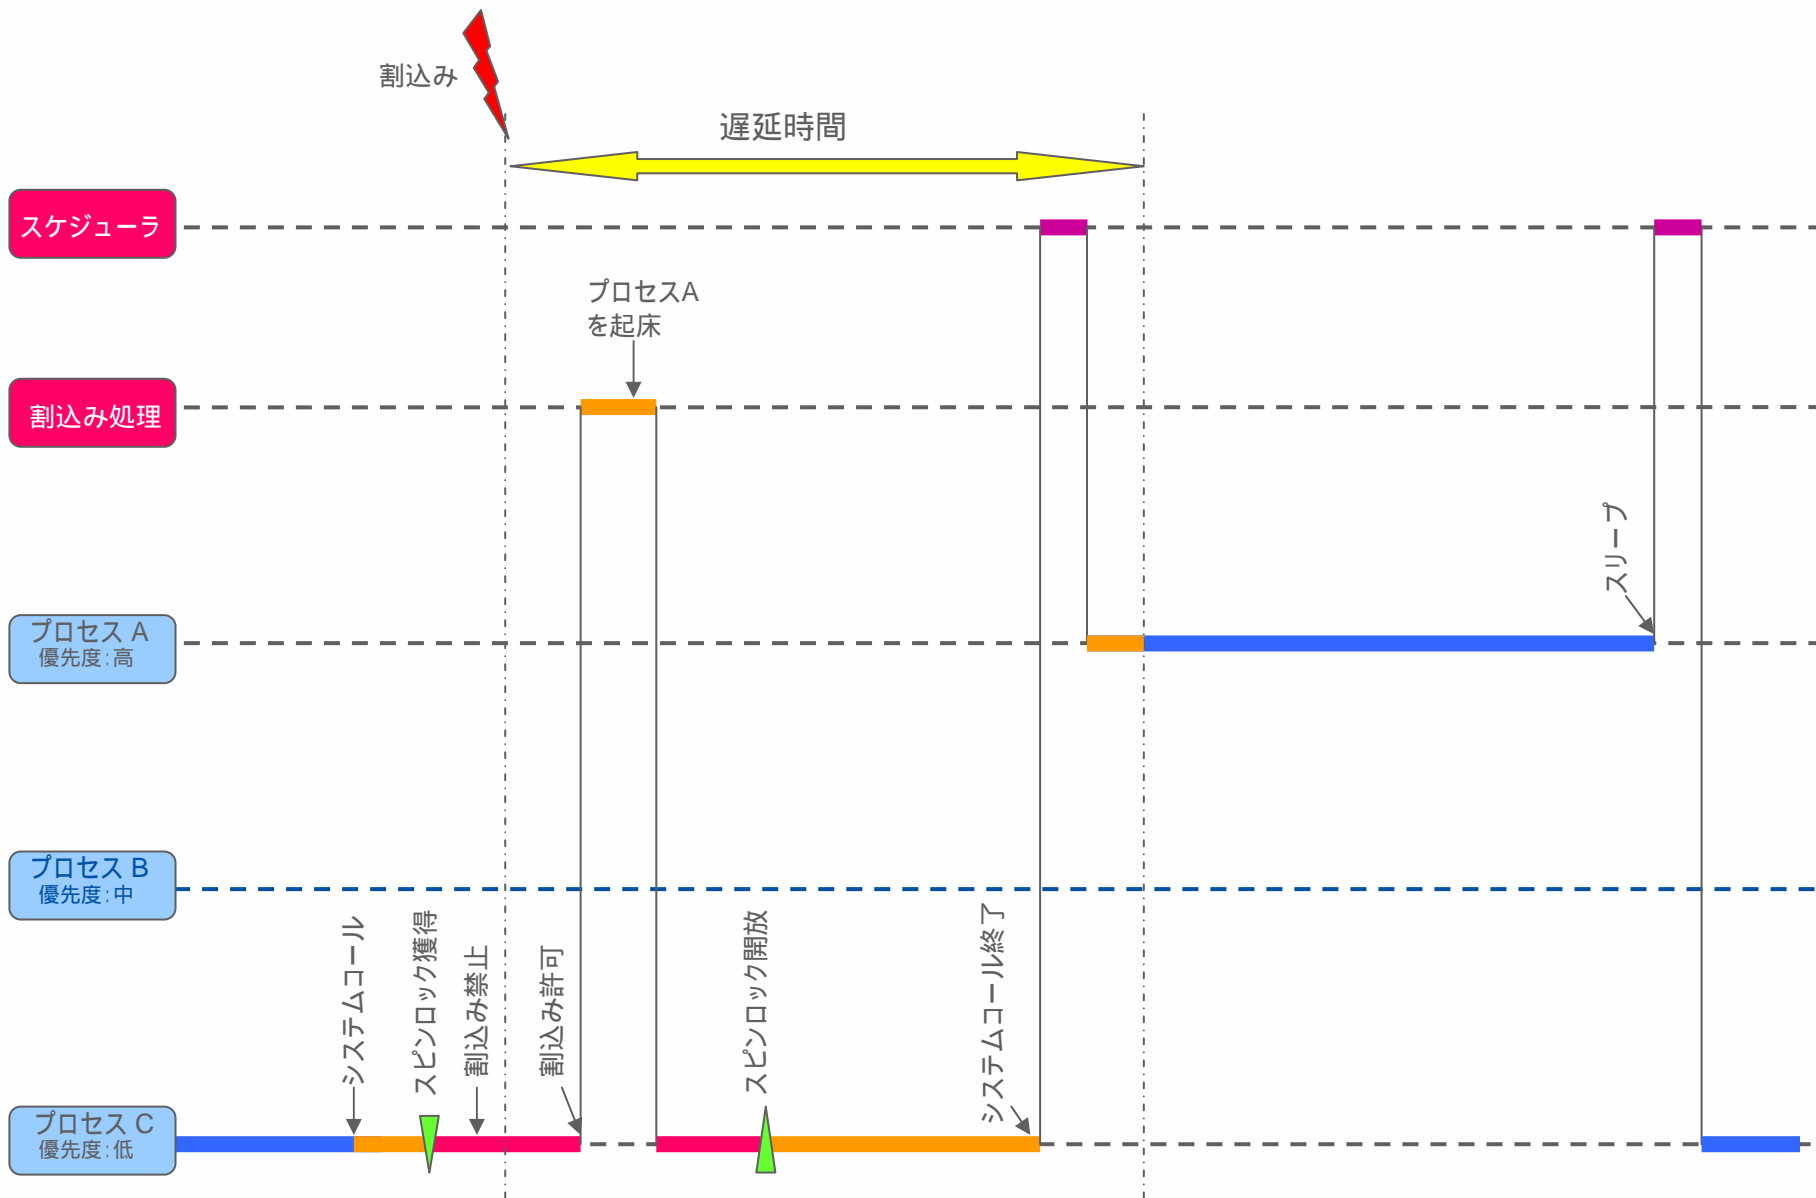 割込み
遅延時間
スケジューラ
プロセスA
を起床
割込み処理
スリープ
プロセス A
優先度:高
プロセス B
優先度:中
システムコール
スピンロック獲得
割込み禁止
割込み許可
スピンロック開放
システムコール終了
プロセス C
優先度:低